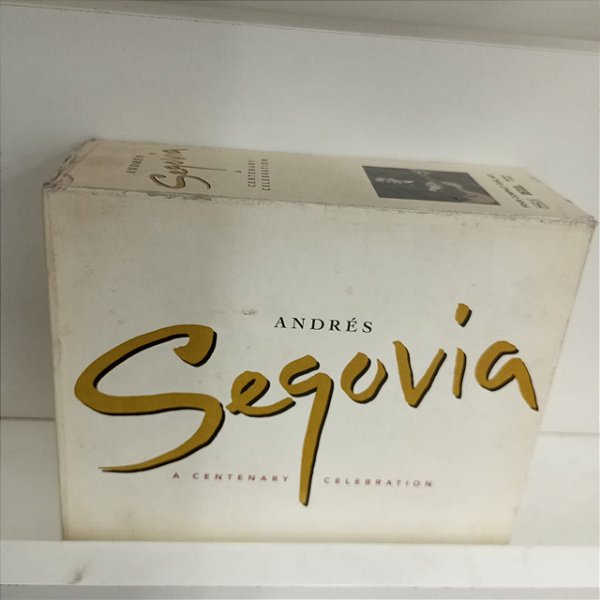 ANDRÉS
Segovia
A
CENTENARY
CELEBRATION
ANDRÉS
Segovia
A CENTENARY CELEBRATION